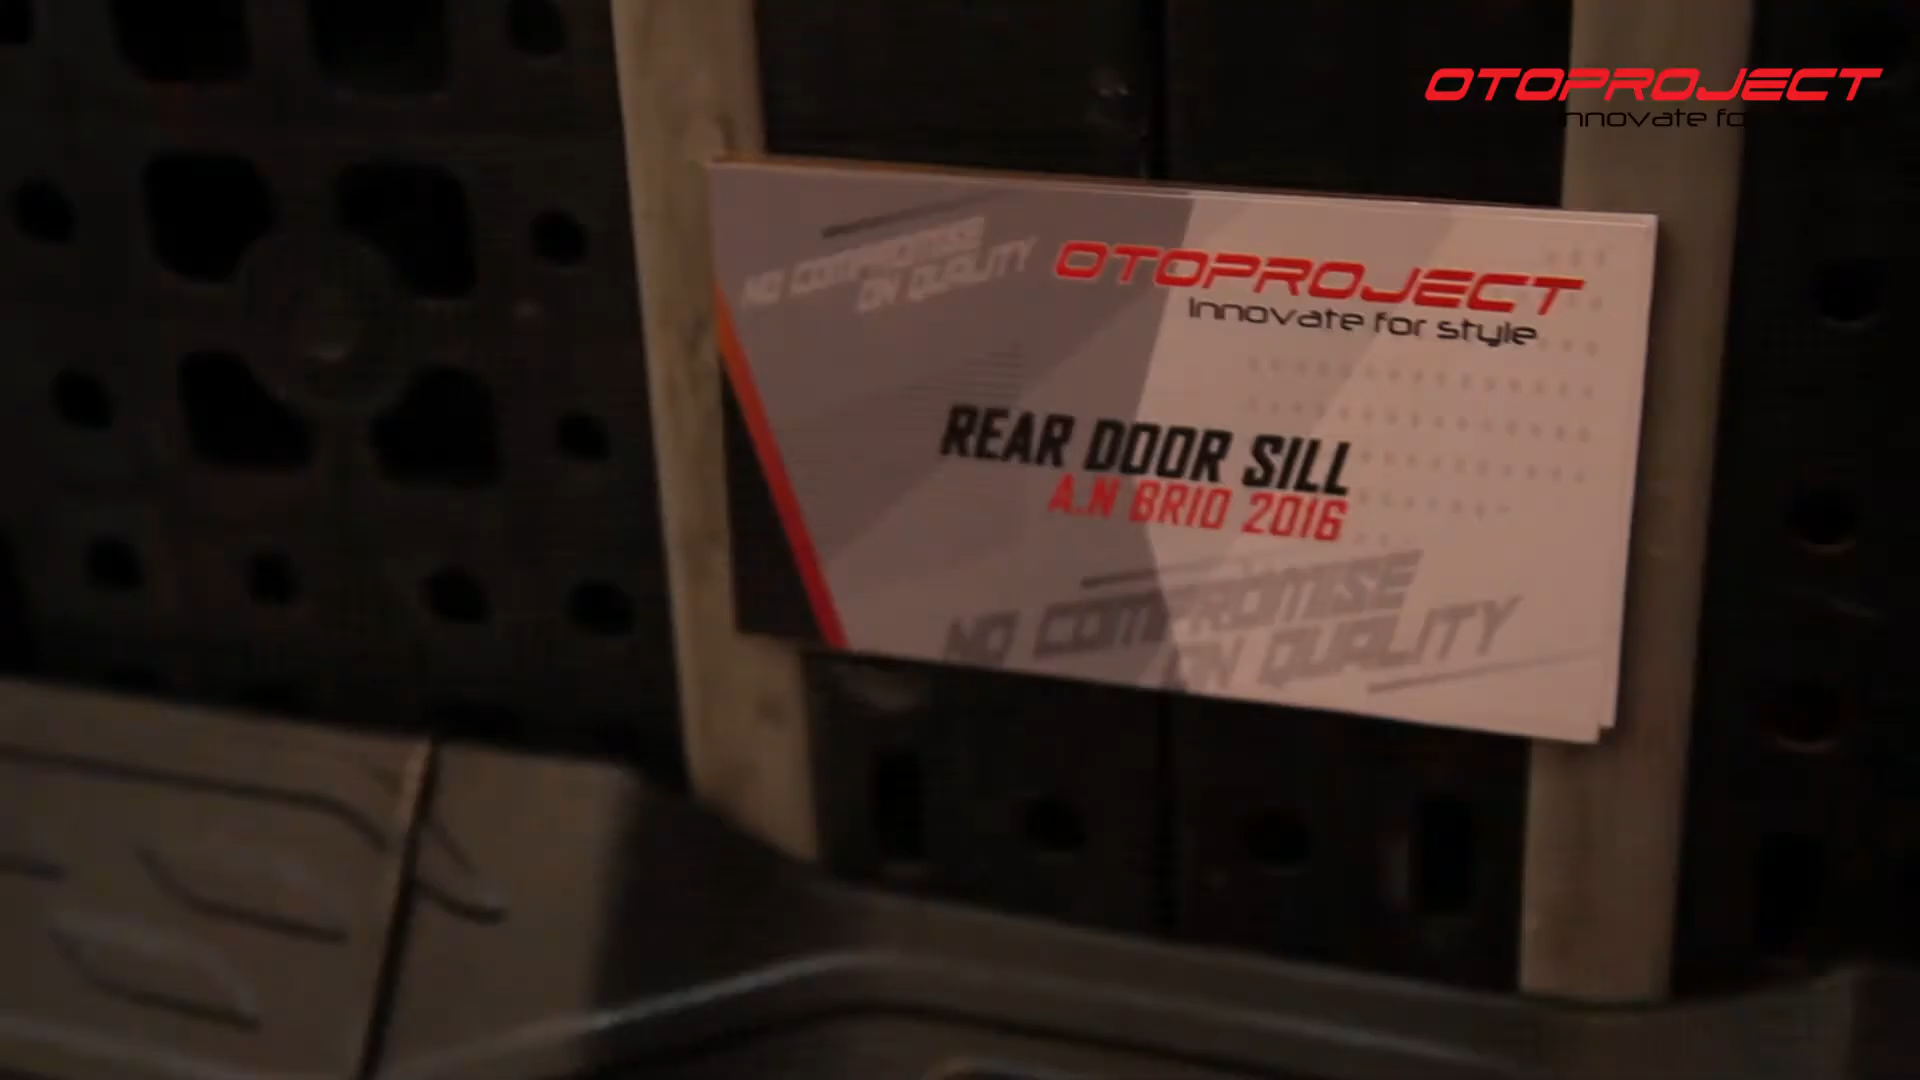 OTOPROJECT
Innovate fo
NO COMPROMISE
ON QUALITY
OTOPROJECT
Innovate for style
REAR DOOR SILL
A.N BRIO 2016
NO COMPROMISE
ON QUALITY